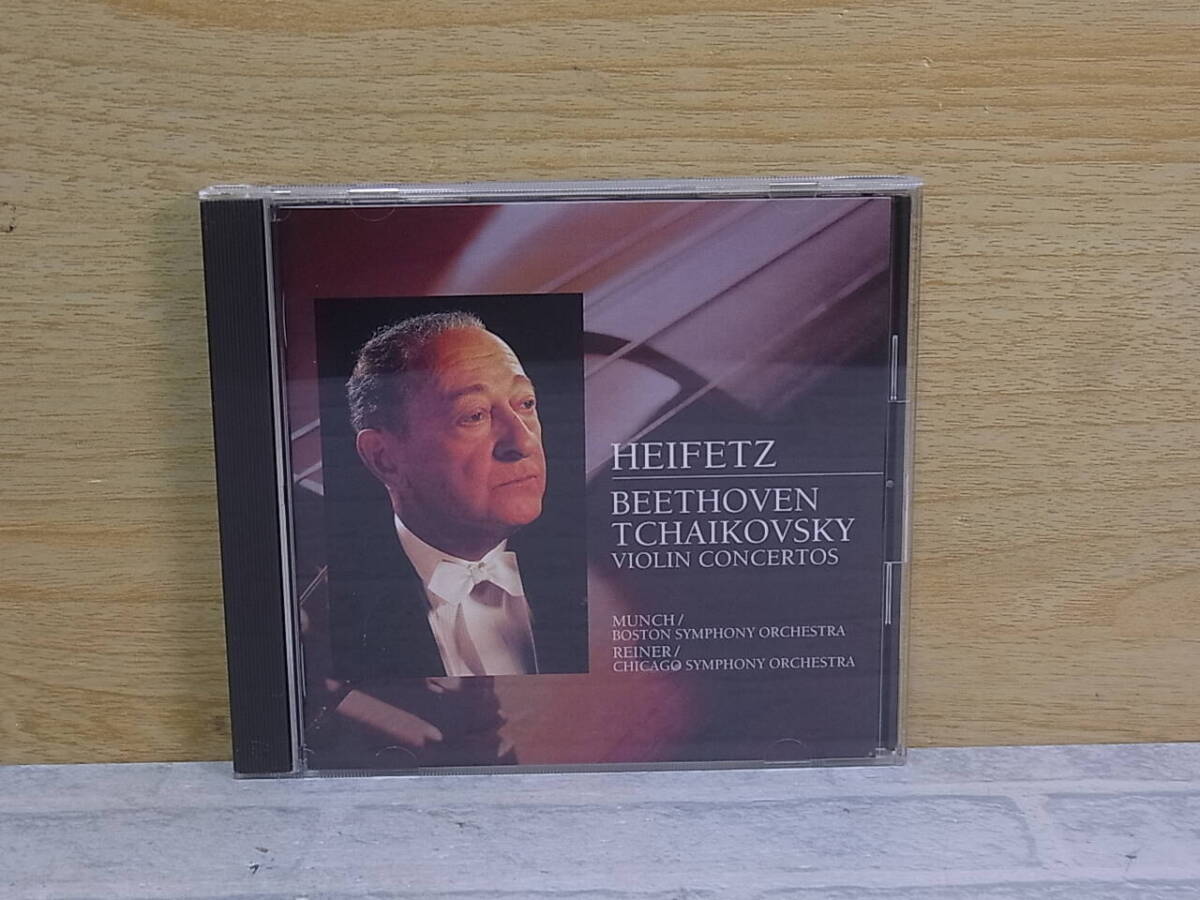 HEIFETZ
BEETHOVEN
TCHAIKOVSKY
VIOLIN CONCERTOS
MUNCH/
BOSTON SYMPHONY ORCHESTRA
REINER/
CHICAGO SYMPHONY ORCHESTRA